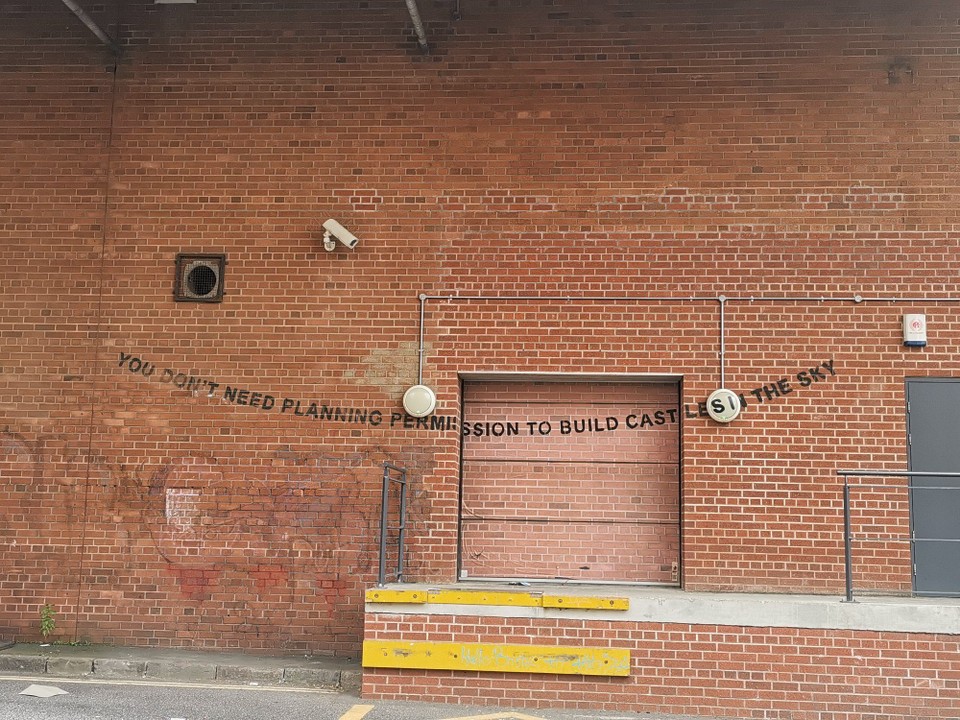 YOU DON'T NEED PLANNING PERMISSION TO BUILD CASTLES IN THE SKY